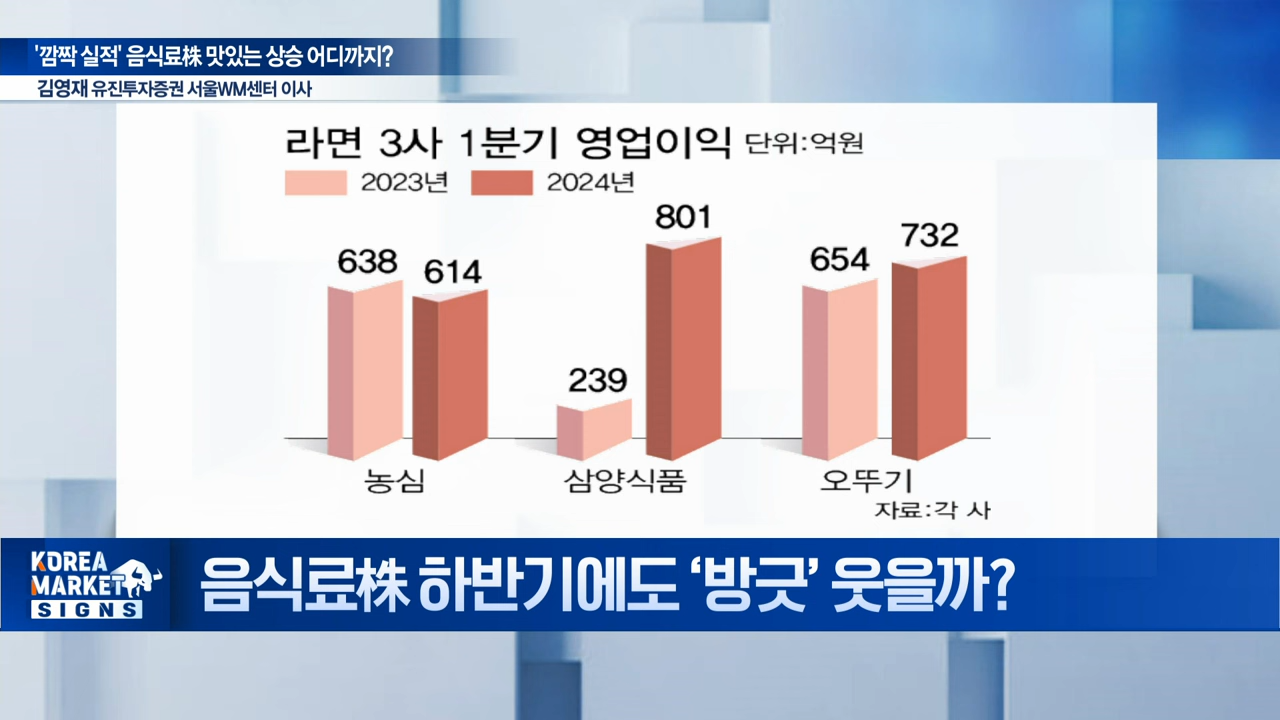 '깜짝 실적' 음식료株 맛있는 상승 어디까지?
김영재 유진투자증권 서울WM센터 이사
라면 3사 1분기 영업이익 단위:억원
2023년 2024년
638 614 239 801 654 732
농심 삼양식품 오뚜기
자료:각 사
KOREA
MARKET
SIGNS
음식료株 하반기에도 ‘방긋’ 웃을까?